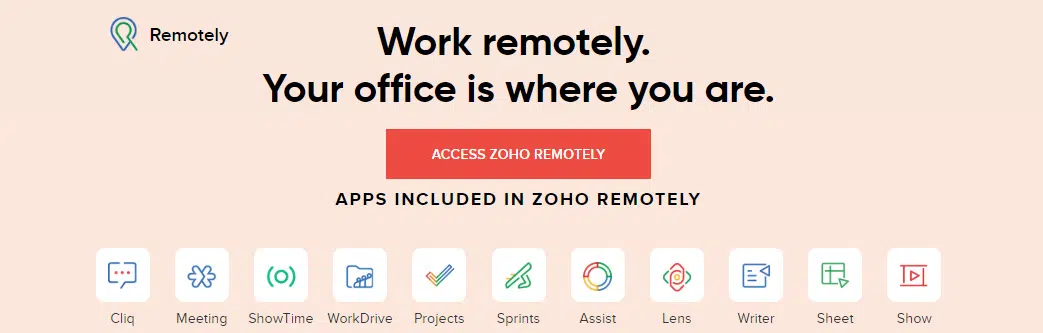 Remotely
Work remotely.
Your office is where you are.
ACCESS ZOHO REMOTELY
APPS INCLUDED IN ZOHO REMOTELY
Cliq
Meeting
ShowTime
WorkDrive
Projects
Sprints
Assist
Lens
Writer
Sheet
Show